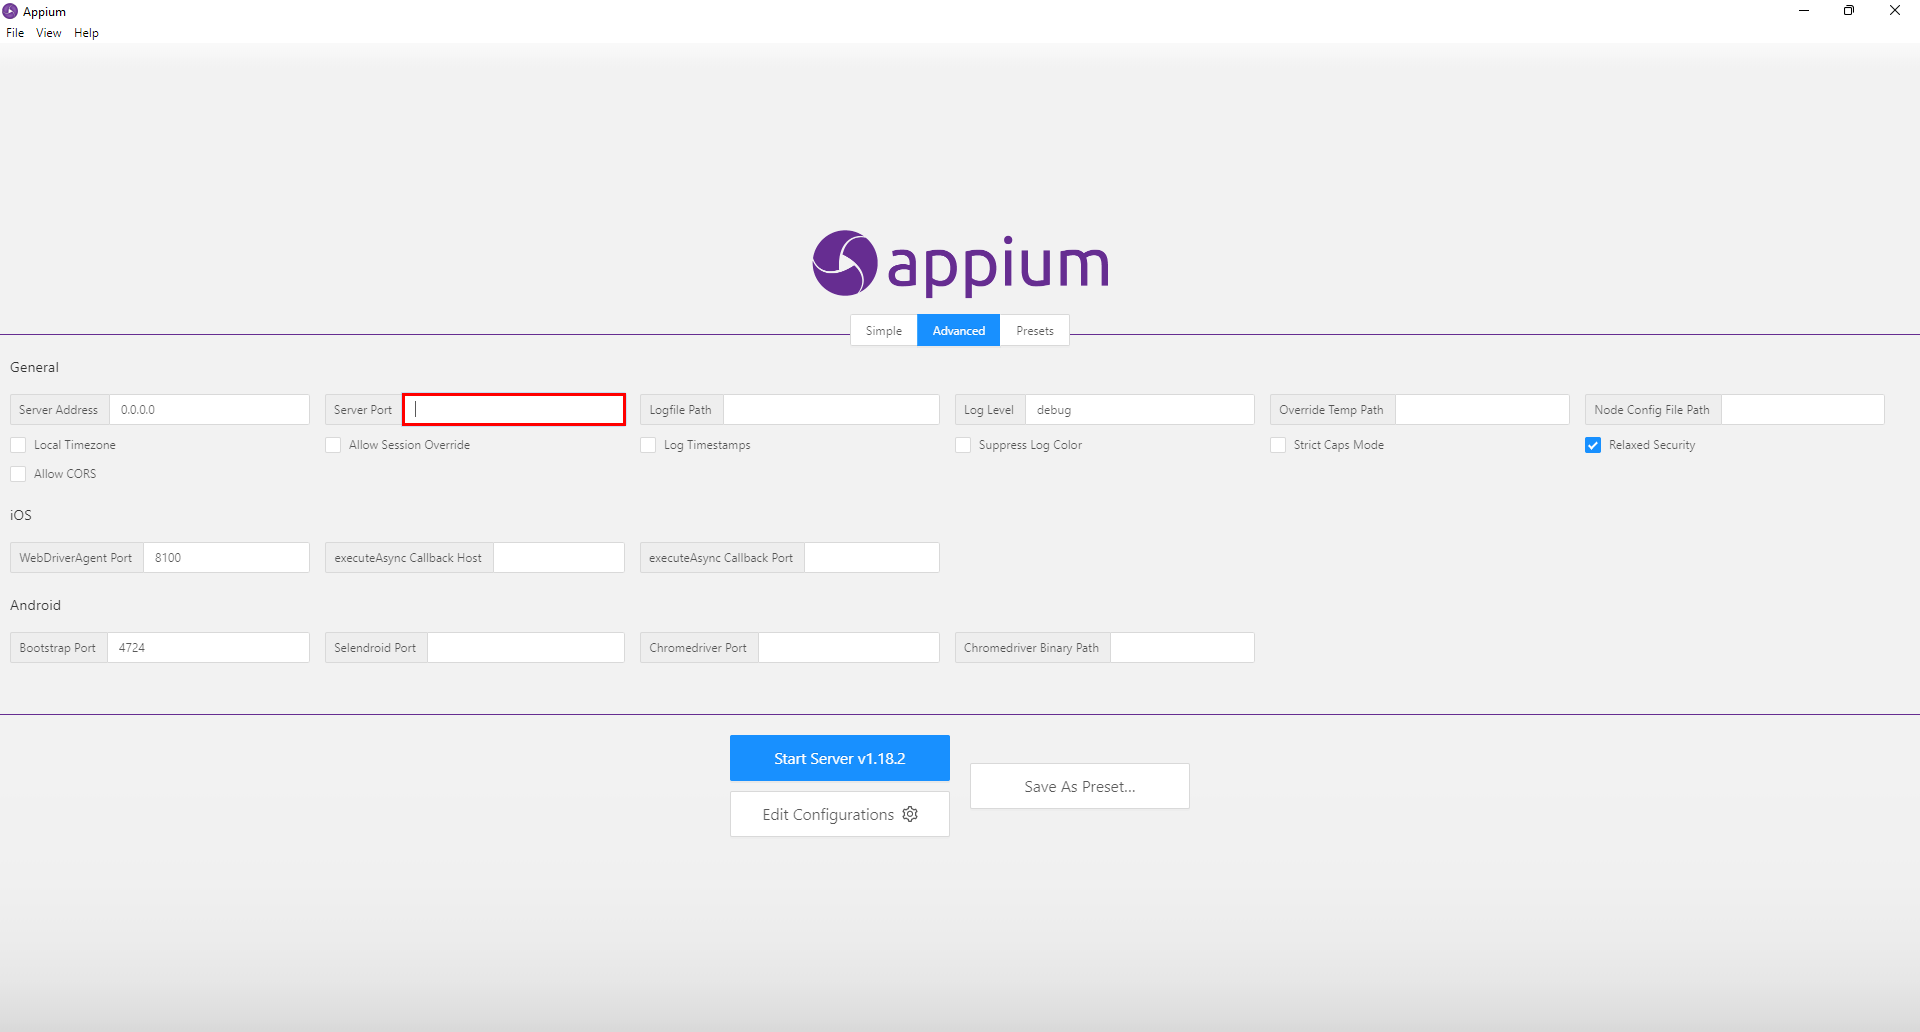 Appium
File View Help
appium
Simple Advanced Presets
General
Server Address 0.0.0.0 Server Port Logfile Path Log Level debug Override Temp Path Node Config File Path
Local Timezone Allow Session Override Log Timestamps Suppress Log Color Strict Caps Mode Relaxed Security
Allow CORS
iOS
WebDriverAgent Port 8100 executeAsync Callback Host executeAsync Callback Port
Android
Bootstrap Port 4724 Selendroid Port Chromedriver Port Chromedriver Binary Path
Start Server v1.18.2
Save As Preset...
Edit Configurations